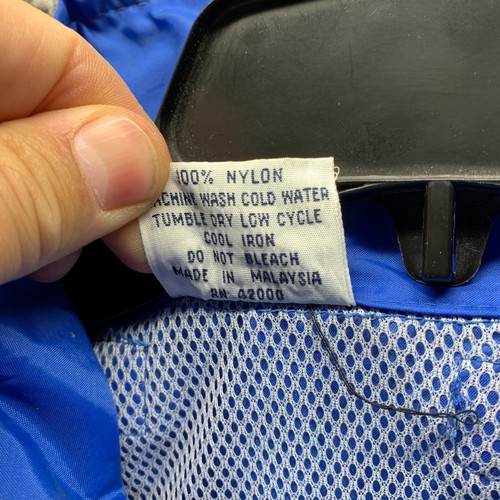 100% NYLON
ACHINE WASH COLD WATER
TUMBLE DRY LOW CYCLE
COOL IRON
DO NOT BLEACH
MADE IN MALAYSIA
RN 42000